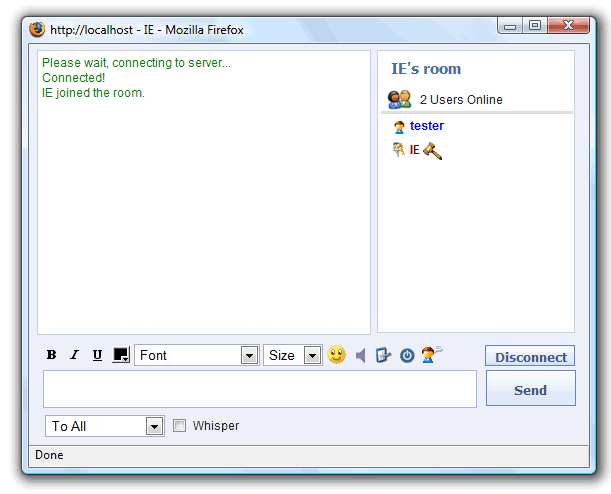 http://localhost - IE - Mozilla Firefox
Please wait, connecting to server...
Connected!
IE joined the room.
IE's room
2 Users Online
tester
IE
B I U Font Size Disconnect
Send
To All Whisper
Done